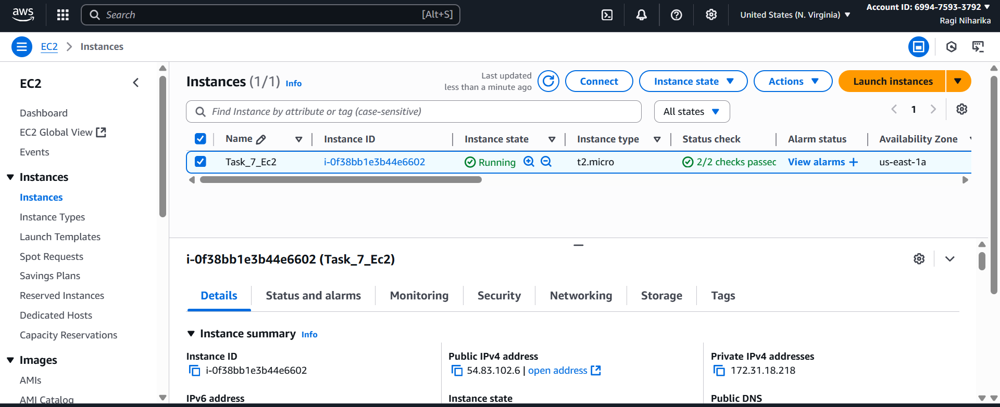 aws
Search [Alt+S]
United States (N. Virginia)
Account ID: 6994-7593-3792
Ragi Niharika
EC2 > Instances
EC2
Dashboard
EC2 Global View
Events
Instances
Instances
Instance Types
Launch Templates
Spot Requests
Savings Plans
Reserved Instances
Dedicated Hosts
Capacity Reservations
Images
AMIs
AMI Catalog
Instances (1/1) Info
Last updated
less than a minute ago
Connect
Instance state
Actions
Launch instances
Find Instance by attribute or tag (case-sensitive)
All states
1
Name Instance ID Instance state Instance type Status check Alarm status Availability Zone
Task_7_Ec2 i-0f38bb1e3b44e6602 Running t2.micro 2/2 checks passec View alarms + us-east-1a
i-0f38bb1e3b44e6602 (Task_7_Ec2)
Details Status and alarms Monitoring Security Networking Storage Tags
Instance summary Info
Instance ID
i-0f38bb1e3b44e6602
Public IPv4 address
54.83.102.6 | open address
Private IPv4 addresses
172.31.18.218
IPv6 address
Instance state
Public DNS